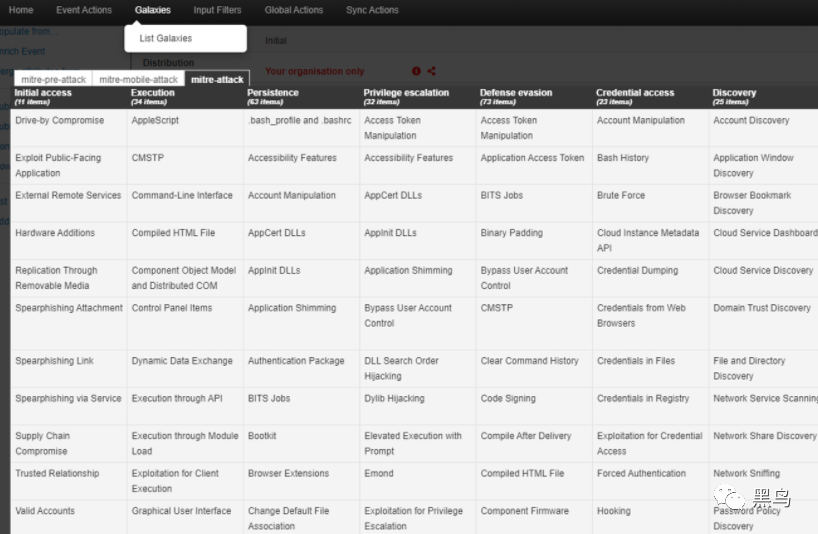 Home Event Actions Galaxies Input Filters Global Actions Sync Actions
List Galaxies
Initial
nrich Event
Distribution
Your organisation only
mitre-pre-attack mitre-mobile-attack mitre-attack
Initial access Execution Persistence Privilege escalation Defense evasion Credential access Discovery
(11 items) (34 items) (63 items) (32 items) (73 items) (23 items) (25 items)
Drive-by Compromise AppleScript .bash_profile and .bashrc Access Token Access Token Account Manipulation Account Discovery
Manipulation Manipulation
Exploit Public-Facing CMSTP Accessibility Features Accessibility Features Application Access Token Bash History Application Window
Application Discovery
External Remote Services Command-Line Interface Account Manipulation AppCert DLLs BITS Jobs Brute Force Browser Bookmark
Discovery
Hardware Additions Compiled HTML File AppCert DLLs AppInit DLLs Binary Padding Cloud Instance Metadata Cloud Service Dashboard
API
Replication Through Component Object Model AppInit DLLs Application Shimming Bypass User Account Credential Dumping Cloud Service Discovery
Removable Media and Distributed COM Control
Spearphishing Attachment Control Panel Items Application Shimming Bypass User Account CMSTP Credentials from Web Domain Trust Discovery
Control Browsers
Spearphishing Link Dynamic Data Exchange Authentication Package DLL Search Order Clear Command History Credentials in Files File and Directory
Hijacking Discovery
Spearphishing via Service Execution through API BITS Jobs Dylib Hijacking Code Signing Credentials in Registry Network Service Scanning
Supply Chain Execution through Module Bootkit Elevated Execution with Compile After Delivery Exploitation for Credential Network Share Discovery
Compromise Load Prompt Access
Trusted Relationship Exploitation for Client Browser Extensions Emond Compiled HTML File Forced Authentication Network Sniffing
Execution
Valid Accounts Graphical User Interface Change Default File Exploitation for Privilege Component Firmware Hooking Password Policy
Association Escalation Discovery
黑鸟